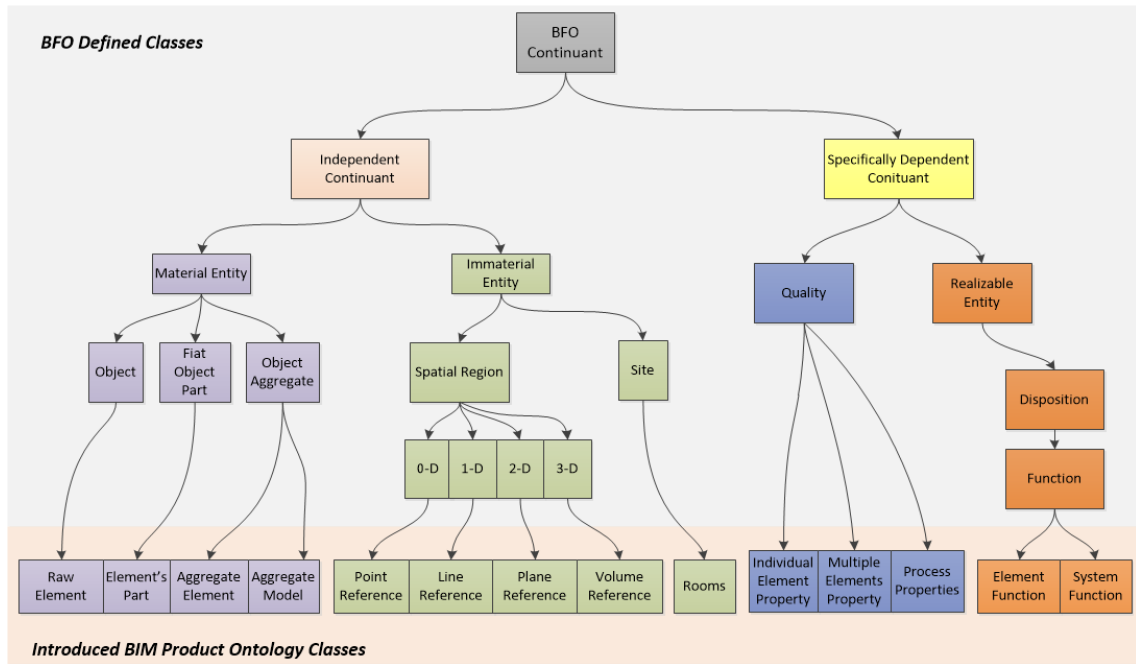 BFO Defined Classes
BFO
Continuant
Independent
Continuant
Specifically Dependent
Conituant
Material Entity
Immaterial
Entity
Quality
Realizable
Entity
Object
Fiat
Object
Part
Object
Aggregate
Spatial Region
Site
Disposition
0-D
1-D
2-D
3-D
Function
Raw
Element
Element's
Part
Aggregate
Element
Aggregate
Model
Point
Reference
Line
Reference
Plane
Reference
Volume
Reference
Rooms
Individual
Element
Property
Multiple
Elements
Property
Process
Properties
Element
Function
System
Function
Introduced BIM Product Ontology Classes